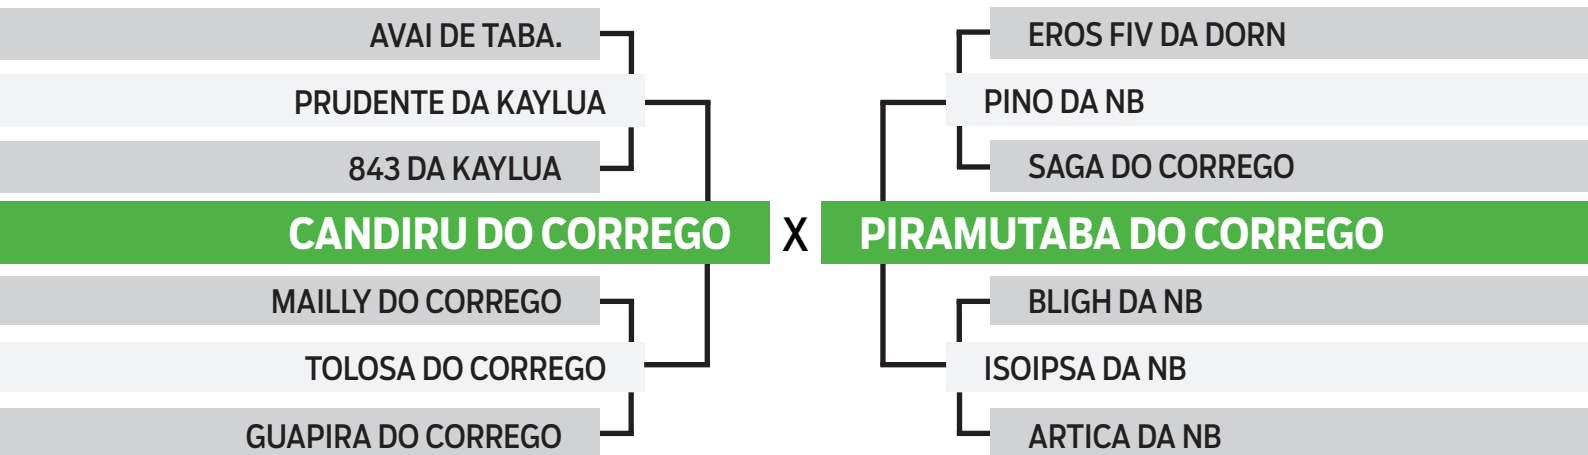 AVAI DE TABA.
PRUDENTE DA KAYLUA
843 DA KAYLUA
CANDIRU DO CORREGO
MAILLY DO CORREGO
TOLOSA DO CORREGO
GUAPIRA DO CORREGO
X
EROS FIV DA DORN
PINO DA NB
SAGA DO CORREGO
PIRAMUTABA DO CORREGO
BLIGH DA NB
ISOIPSA DA NB
ARTICA DA NB